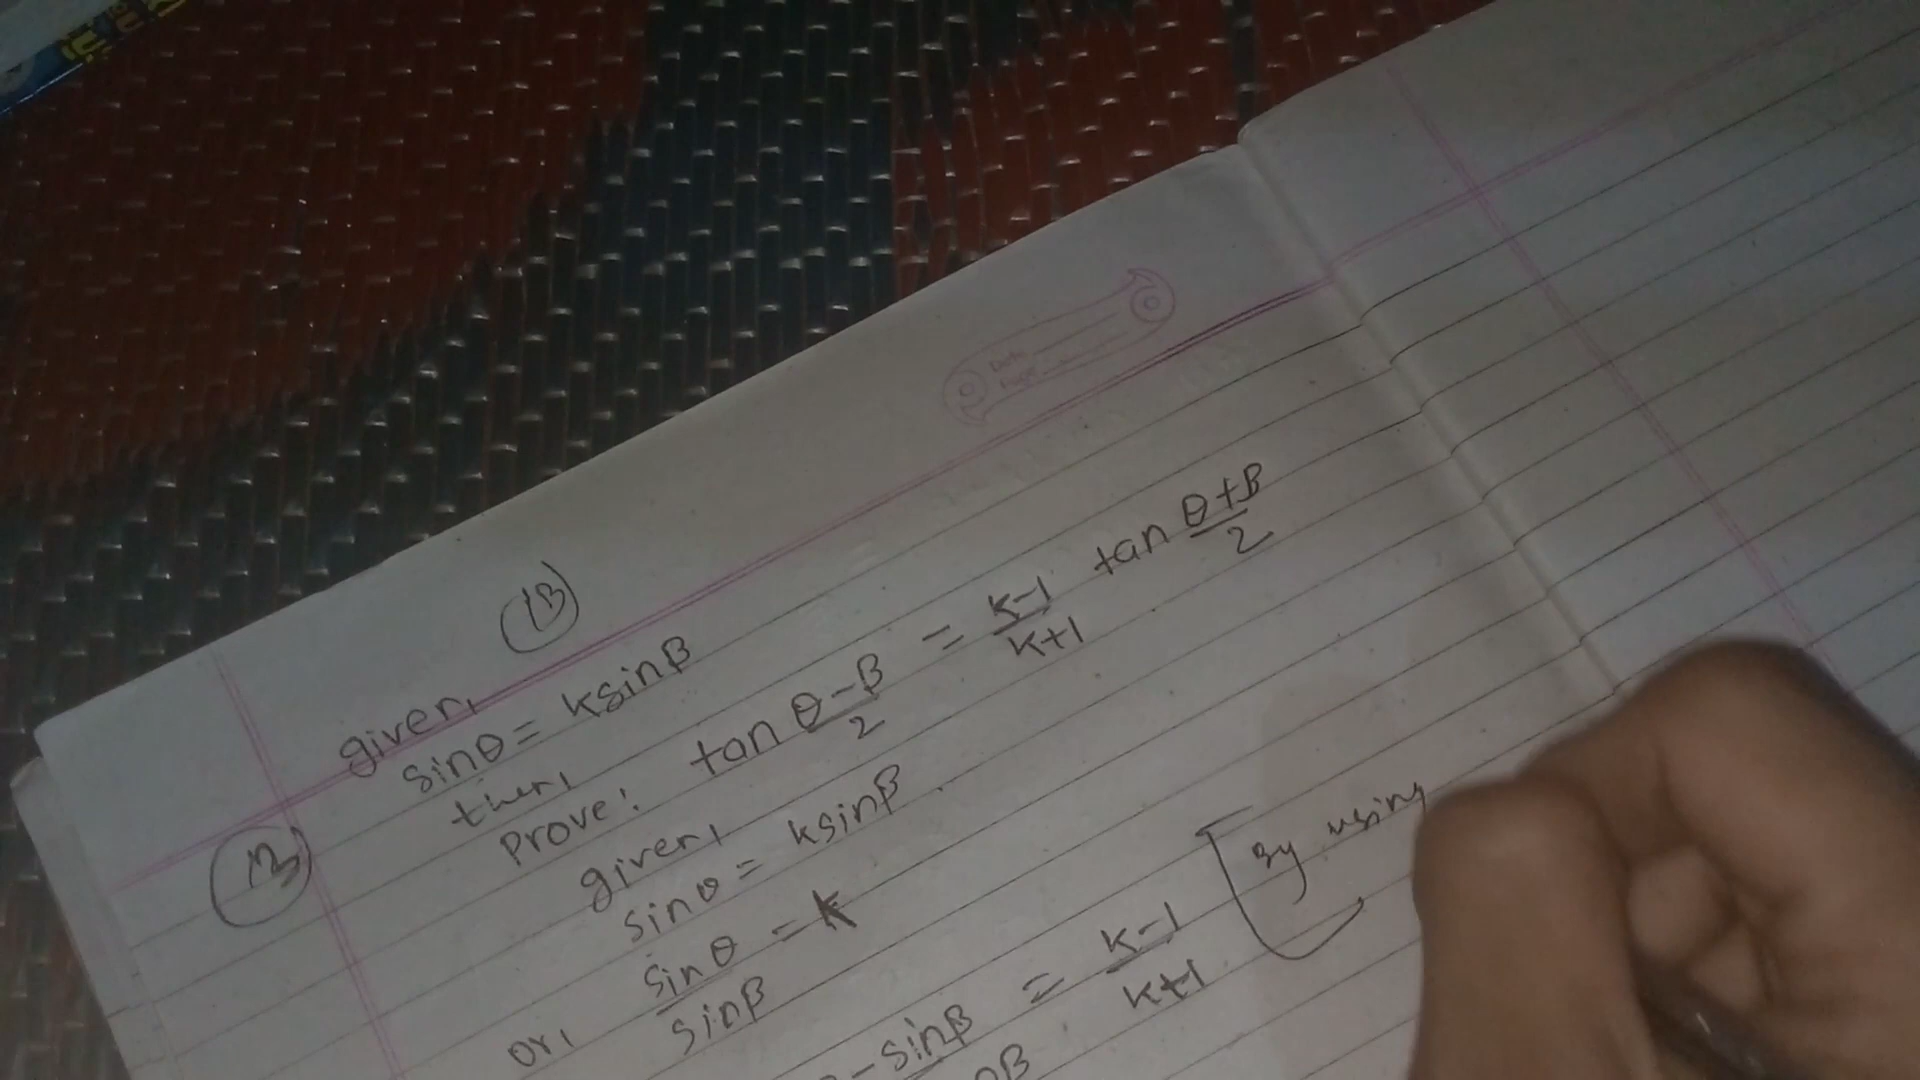 (13)
given,
sinθ = ksinβ
then,
(13) Prove: tan θ-β/2 = k-1/k+1 tan θ+β/2
given,
sinθ = ksinβ
or, sinθ/sinβ = k
- sinβ = k-1/k+1 [By using
Date